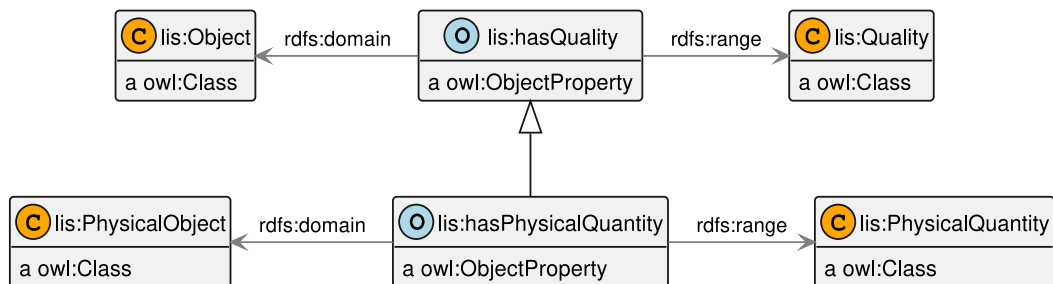 C lis:Object
a owl:Class
rdfs:domain
O lis:hasQuality
a owl:ObjectProperty
rdfs:range
C lis:Quality
a owl:Class
C lis:PhysicalObject
a owl:Class
rdfs:domain
O lis:hasPhysicalQuantity
a owl:ObjectProperty
rdfs:range
C lis:PhysicalQuantity
a owl:Class